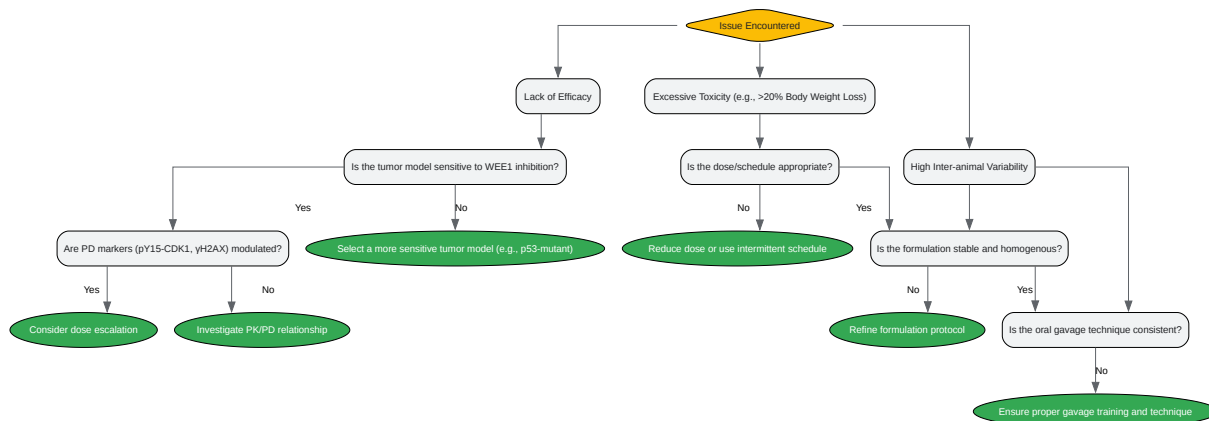 Issue Encountered
Lack of Efficacy
Excessive Toxicity (e.g., >20% Body Weight Loss)
Is the tumor model sensitive to WEE1 inhibition?
Is the dose/schedule appropriate?
High Inter-animal Variability
Yes
No
No
Yes
Are PD markers (pY15-CDK1, γH2AX) modulated?
Select a more sensitive tumor model (e.g., p53-mutant)
Reduce dose or use intermittent schedule
Is the formulation stable and homogenous?
Yes
No
No
Yes
Consider dose escalation
Investigate PK/PD relationship
Refine formulation protocol
Is the oral gavage technique consistent?
No
Ensure proper gavage training and technique